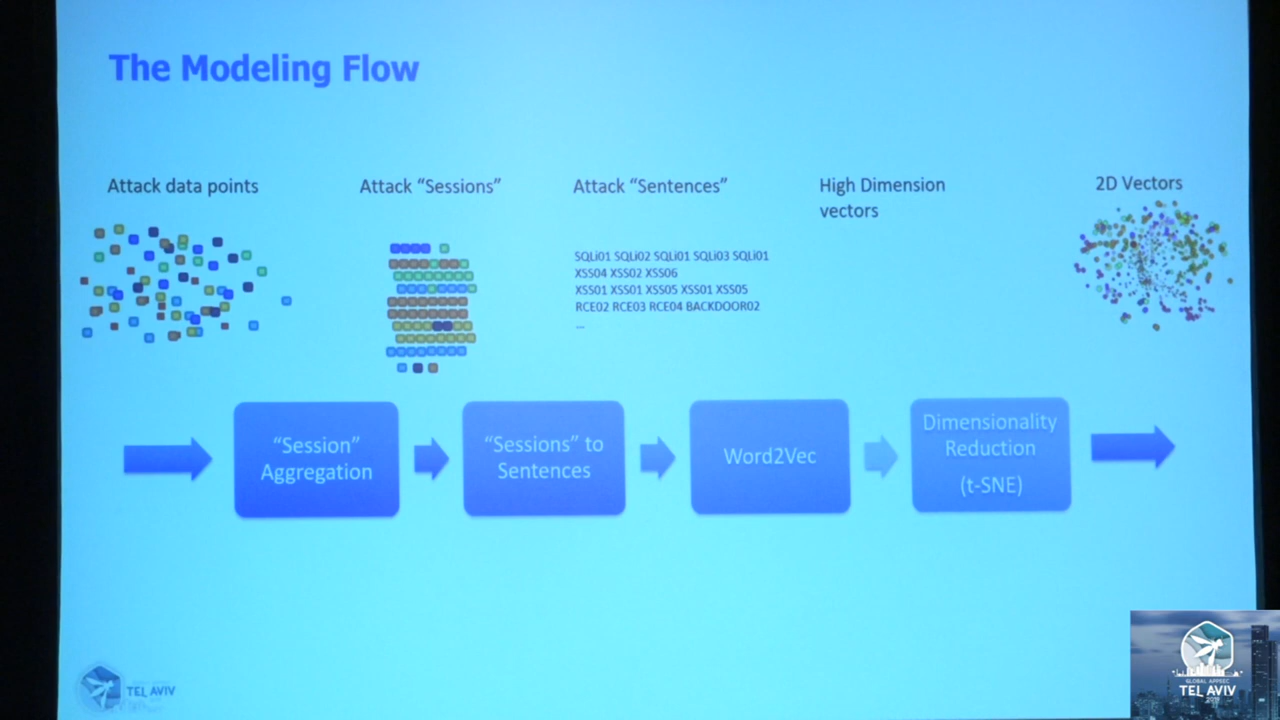 The Modeling Flow
Attack data points
Attack “Sessions”
Attack “Sentences”
High Dimension
vectors
2D Vectors
SQLi01 SQLi02 SQLi01 SQLi03 SQLi01
XSS04 XSS02 XSS06
XSS01 XSS01 XSS05 XSS01 XSS05
RCE02 RCE03 RCE04 BACKDOOR02
...
“Session”
Aggregation
“Sessions” to
Sentences
Word2Vec
Dimensionality
Reduction
(t-SNE)
TEL AVIV
GLOBAL APPSEC
TEL AVIV